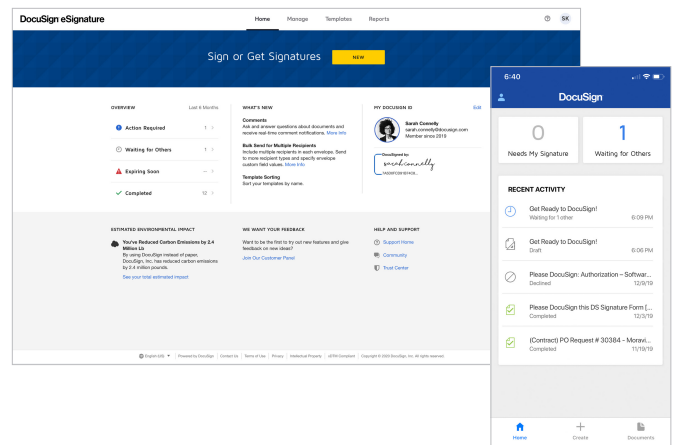 DocuSign eSignature
Home
Manage
Templates
Reports
SK
Sign or Get Signatures
NEW
OVERVIEW
Last 6 Months
Action Required
1
Waiting for Others
1
Expiring Soon
--
Completed
12
WHAT'S NEW
Comments
Ask and answer questions about documents and
receive real-time comment notifications. More Info
Bulk Send for Multiple Recipients
Include multiple recipients in each envelope. Send
to more recipient types and specify envelope
custom field values. More Info
Template Sorting
Sort your templates by name.
MY DOCUSIGN ID
Edit
Sarah Connelly
sarah.connelly@docusign.com
Member since 2019
DocuSigned by:
sarah connelly
ESTIMATED ENVIRONMENTAL IMPACT
You've Reduced Carbon Emissions by 2.4
Million Lb
By using DocuSign instead of paper,
DocuSign, Inc. has reduced carbon emissions
by 2.4 million pounds.
See your total estimated impact
WE WANT YOUR FEEDBACK
Want to be the first to try out new features and give
feedback on new ideas?
Join Our Customer Panel
HELP AND SUPPORT
Support Home
Community
Trust Center
English (US)
Powered by DocuSign
Contact Us
Terms of Use
Privacy
Intellectual Property
xDTM Compliant
Copyright © 2020 DocuSign, Inc. All rights reserved.
6:40
DocuSign
0
Needs My Signature
1
Waiting for Others
RECENT ACTIVITY
Get Ready to DocuSign!
Waiting for 1 other
6:09 PM
Get Ready to DocuSign!
Draft
6:06 PM
Please DocuSign: Authorization – Softwar...
Declined
12/9/19
Please DocuSign this DS Signature Form [...
Completed
12/3/19
(Contract) PO Request # 30384 - Moravi...
Completed
11/19/19
Home
Create
Documents